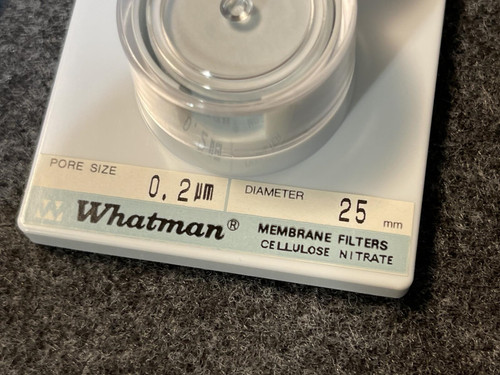 PORE SIZE 0.2µm DIAMETER 25 mm
Whatman® MEMBRANE FILTERS
CELLULOSE NITRATE